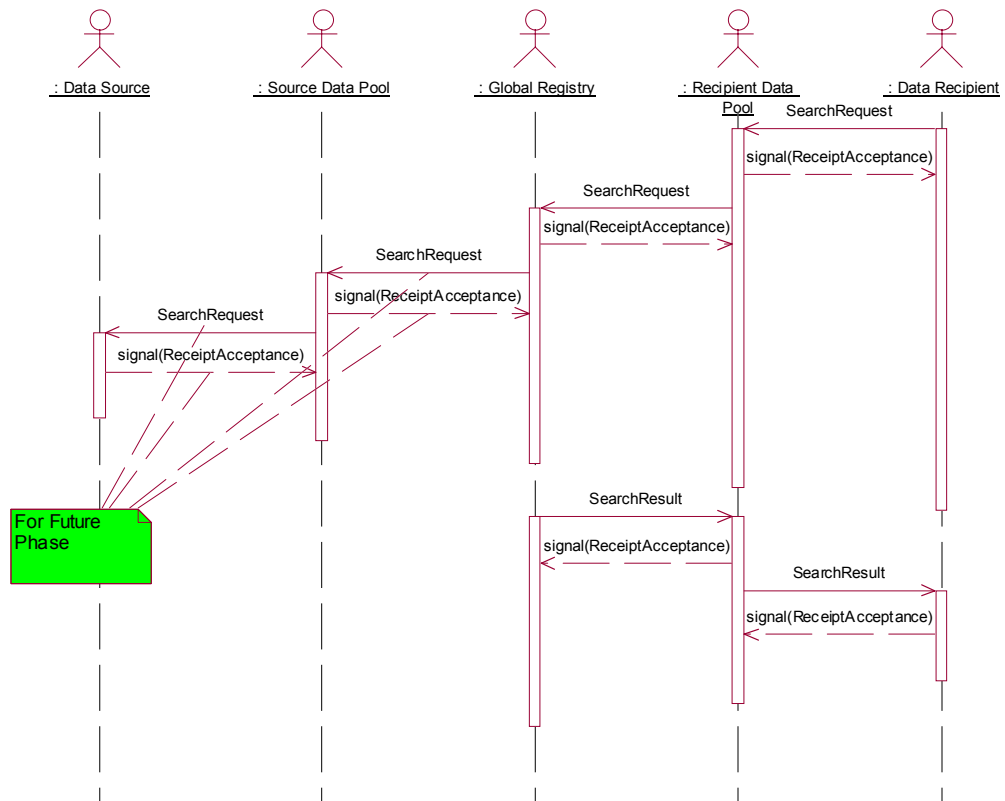 : Data Source
: Source Data Pool
: Global Registry
: Recipient Data
Pool
: Data Recipient
SearchRequest
signal(ReceiptAcceptance)
SearchRequest
signal(ReceiptAcceptance)
SearchRequest
signal(ReceiptAcceptance)
SearchRequest
signal(ReceiptAcceptance)
For Future
Phase
SearchResult
signal(ReceiptAcceptance)
SearchResult
signal(ReceiptAcceptance)